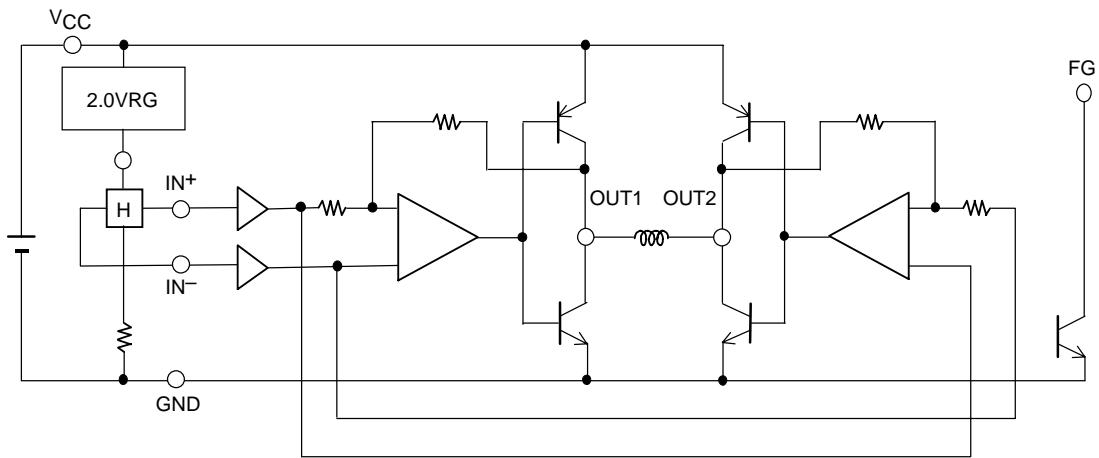 VCC
FG
2.0VRG
H
IN+
IN−
OUT1
OUT2
GND